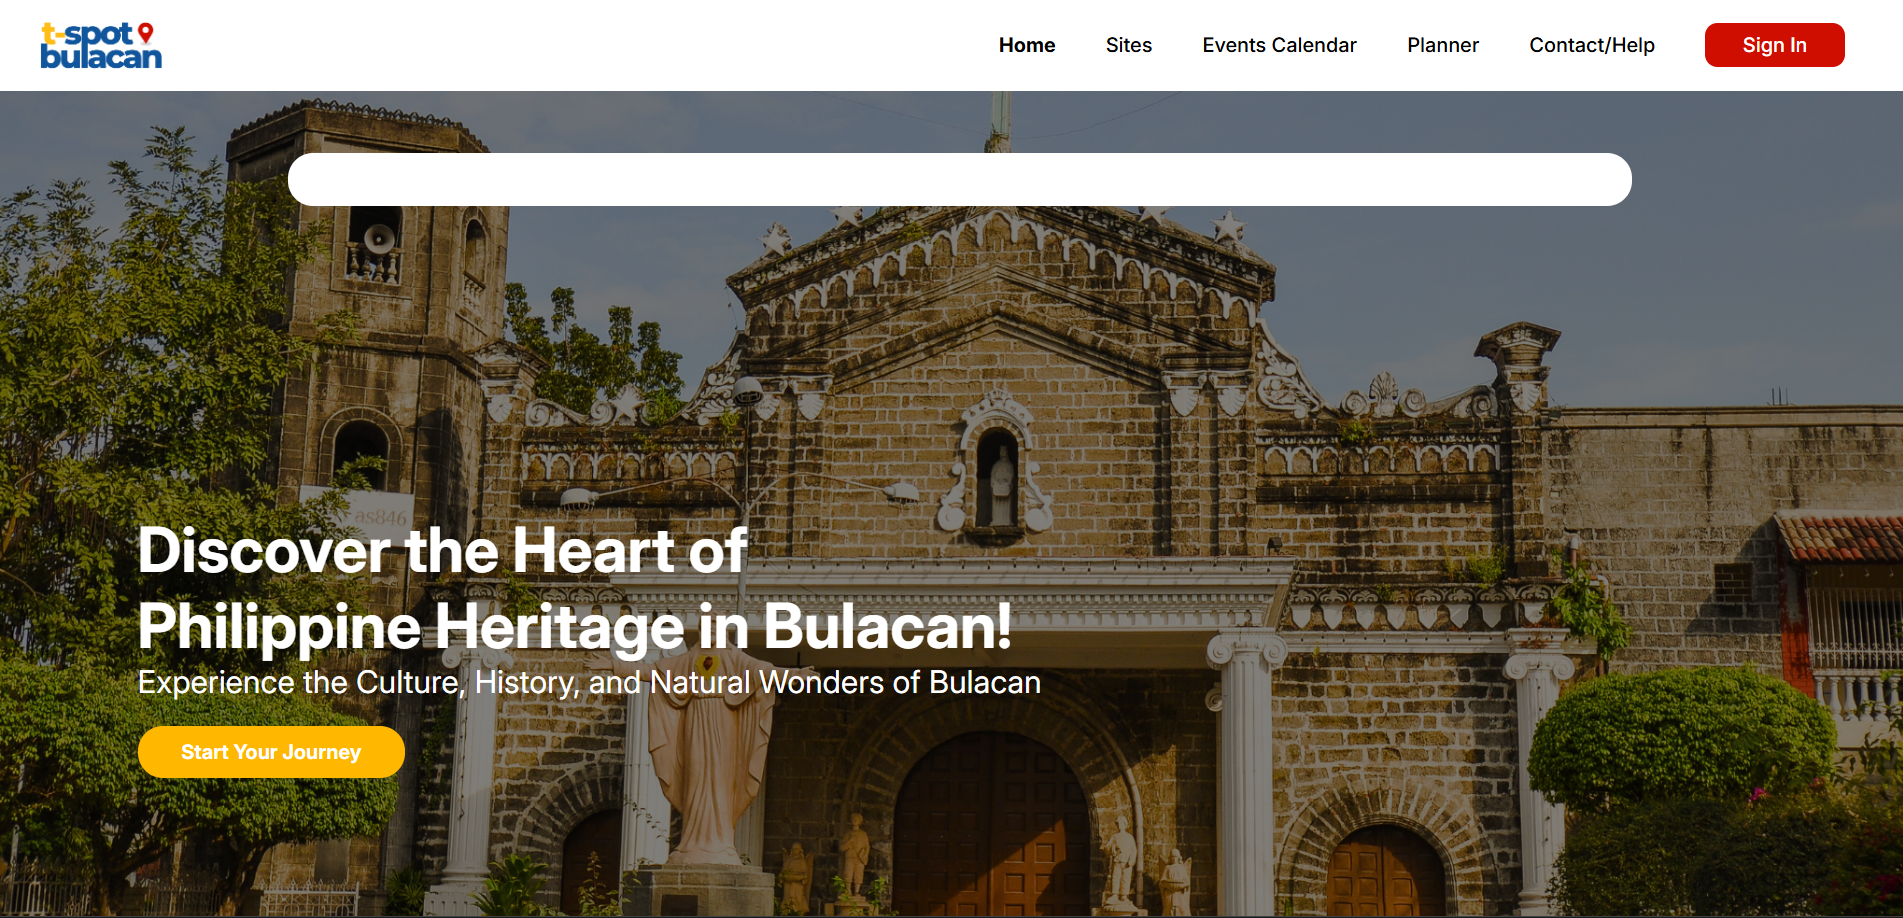 t-spot
bulacan
Home
Sites
Events Calendar
Planner
Contact/Help
Sign In
as846
Discover the Heart of
Philippine Heritage in Bulacan!
Experience the Culture, History, and Natural Wonders of Bulacan
Start Your Journey